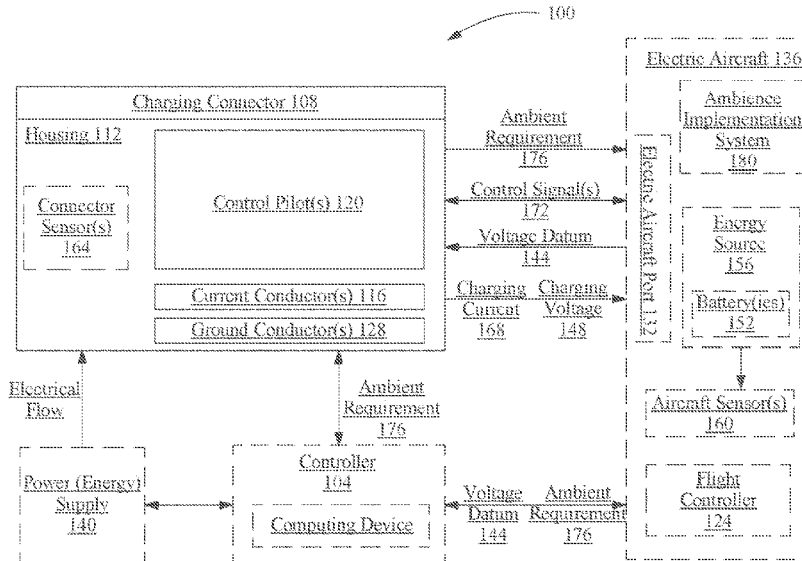 100
Electric Aircraft 136
Charging Connector 108
Housing 112
Connector
Sensor(s)
164
Control Pilot(s) 120
Current Conductor(s) 116
Ground Conductor(s) 128
Ambient
Requirement
176
Control Signal(s)
172
Voltage Datum
144
Charging
Current
168
Charging
Voltage
148
Electric Aircraft Port 132
Ambience
Implementation
System
180
Energy
Source
156
Battery(ies)
152
Aircraft Sensor(s)
160
Flight
Controller
124
Electrical
Flow
Ambient
Requirement
176
Power (Energy)
Supply
140
Controller
104
Computing Device
Voltage
Datum
144
Ambient
Requirement
176